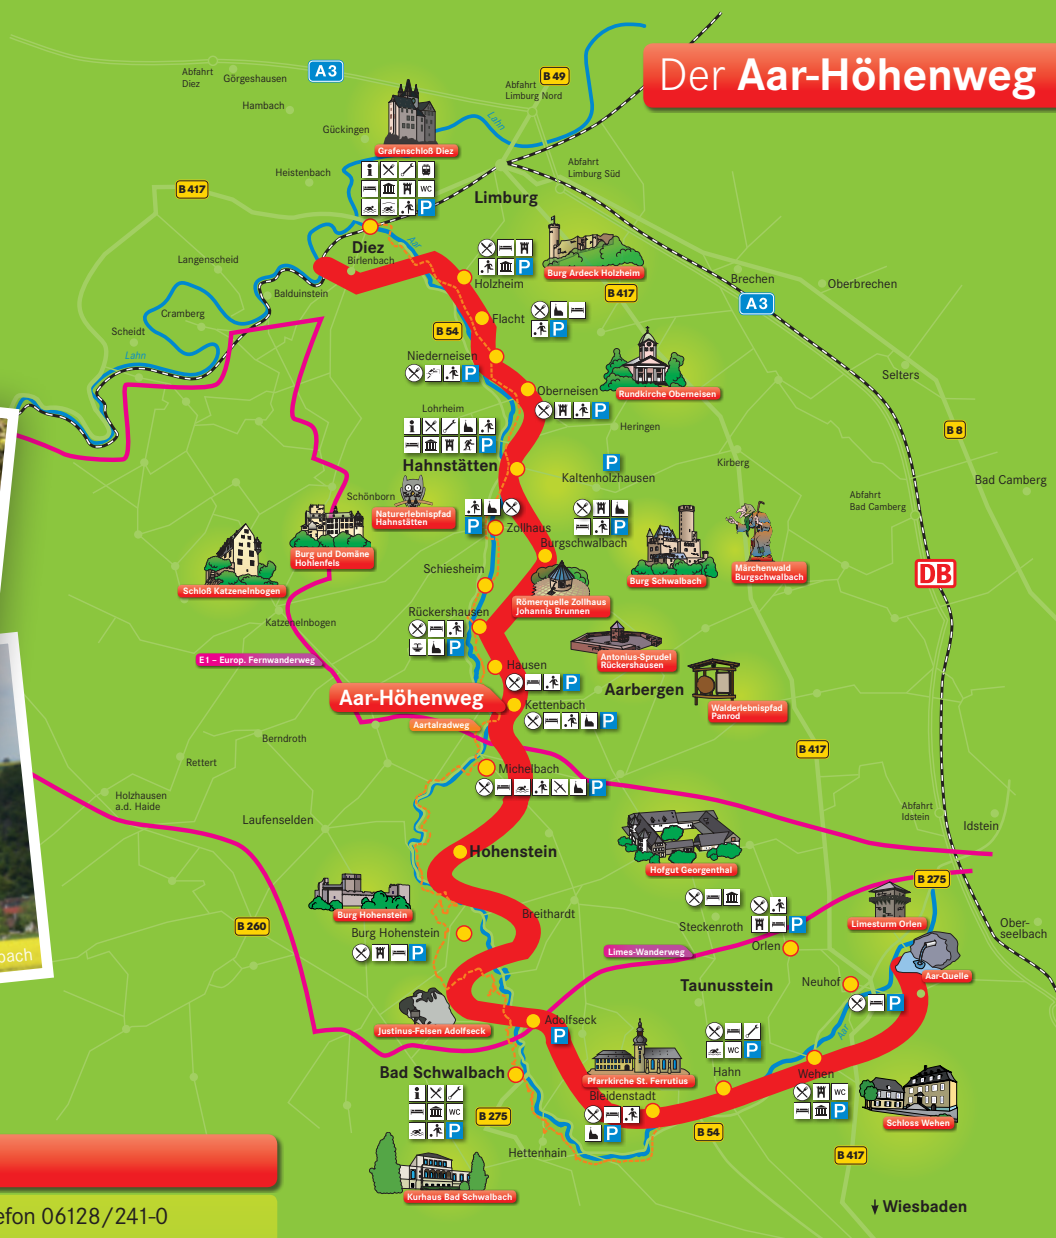 Der Aar-Höhenweg
A 3
B 49
Abfahrt
Diez
Görgeshausen
Hambach
Abfahrt
Limburg Nord
Gückingen
Lahn
Grafenschloß Diez
Heistenbach
B 417
WC
P
Abfahrt
Limburg Süd
Limburg
Diez
Birlenbach
Aar
Langenscheid
Balduinstein
Holzheim
P
Burg Ardeck Holzheim
B 417
Brechen
A 3
Oberbrechen
Cramberg
Scheidt
Lahn
Flacht
P
B 54
Niederneisen
P
Oberneisen
P
Rundkirche Oberneisen
Selters
Lohrheim
P
Heringen
B 8
Hahnstätten
P
Kaltenholzhausen
Kirberg
Bad Camberg
Abfahrt
Bad Camberg
Schönborn
Naturerlebnispfad
Hahnstätten
P
Zollhaus
P
Burgschwalbach
Burg und Domäne
Hohlenfels
Schloß Katzenelnbogen
Schiesheim
Römerquelle Zollhaus
Johannis Brunnen
Burg Schwalbach
Märchenwald
Burgschwalbach
DB
Katzenelnbogen
Rückershausen
P
Antonius-Sprudel
Rückershausen
E1 – Europ. Fernwanderweg
Hausen
P
Aarbergen
Walderlebnispfad
Panrod
Aar-Höhenweg
Kettenbach
P
Aartalradweg
Berndroth
Rettert
B 417
Michelbach
P
Holzhausen
a.d. Haide
Laufenselden
Abfahrt
Idstein
Idstein
Hohenstein
Hofgut Georgenthal
B 275
Burg Hohenstein
Breithardt
B 260
Burg Hohenstein
P
Steckenroth
P
Orlen
Limesturm Orlen
Ober-
seelbach
bach
Limes-Wanderweg
Taunusstein
Neuhof
P
Aar-Quelle
Justinus-Felsen Adolfseck
Adolfseck
P
WC
P
Aar
Bad Schwalbach
Pfarrkirche St. Ferrutius
Hahn
Wehen
WC
P
WC
P
B 275
Bleidenstadt
P
B 54
Schloss Wehen
Hettenhain
B 417
Kurhaus Bad Schwalbach
Wiesbaden
efon 06128/241-0